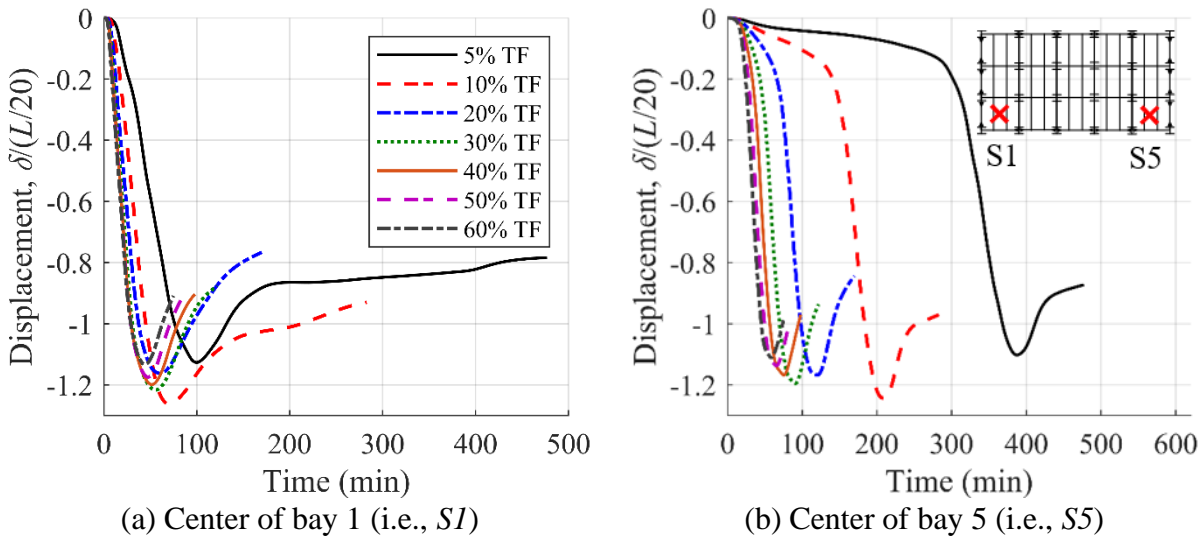 0
-0.2
-0.4
-0.6
-0.8
-1
-1.2
Displacement, δ/(L/20)
5% TF
10% TF
20% TF
30% TF
40% TF
50% TF
60% TF
0 100 200 300 400 500
Time (min)
(a) Center of bay 1 (i.e., S1)
0
-0.2
-0.4
-0.6
-0.8
-1
-1.2
Displacement, δ/(L/20)
S1 S5
0 100 200 300 400 500 600
Time (min)
(b) Center of bay 5 (i.e., S5)